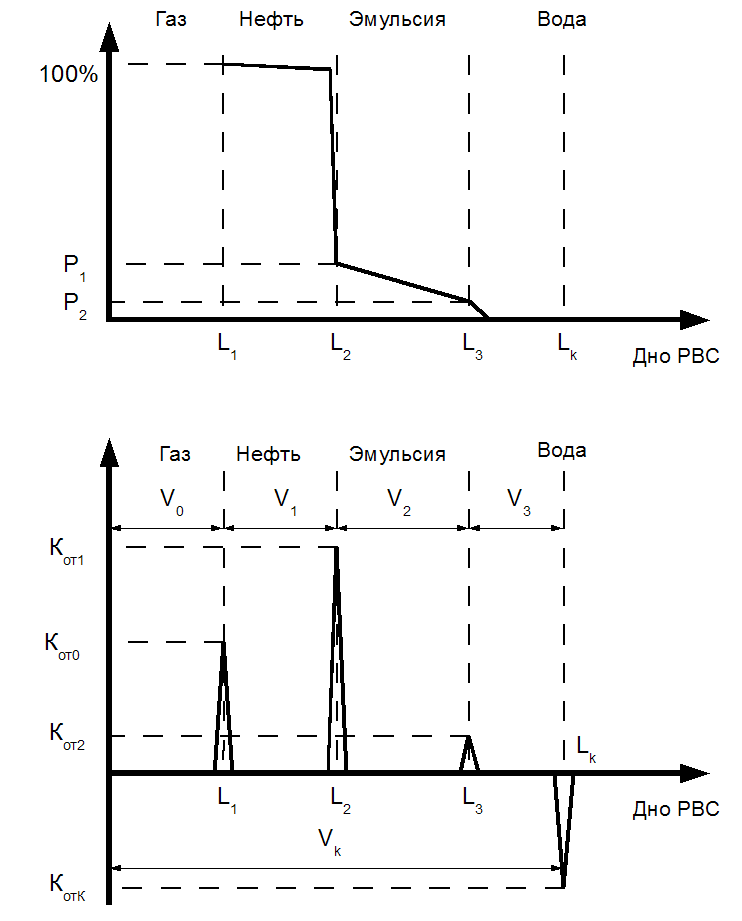 Газ Нефть Эмульсия Вода
100%
P1
P2
L1 L2 L3 Lk
Дно РВС
Газ Нефть Эмульсия Вода
V0 V1 V2 V3
Kот1
Kот0
Kот2
Lk
L1 L2 L3
Дно РВС
Vk
KотК